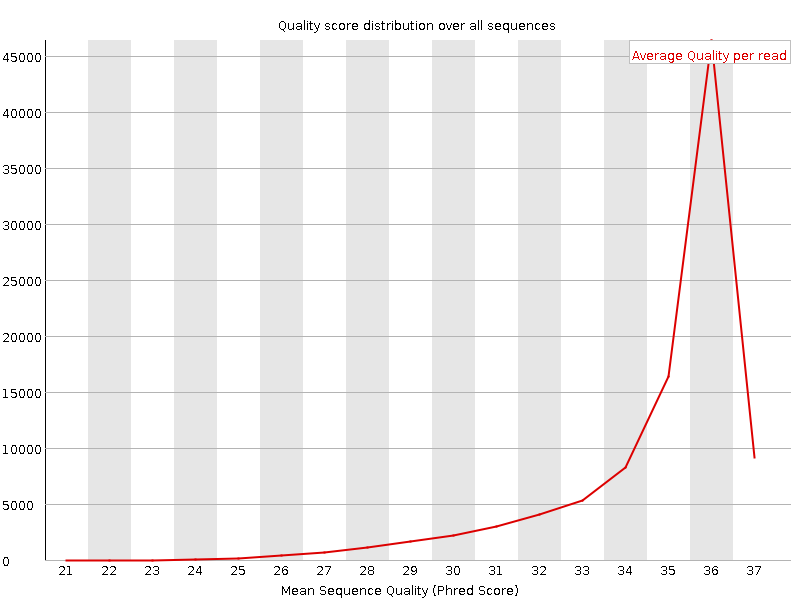 Quality score distribution over all sequences
Average Quality per read
45000
40000
35000
30000
25000
20000
15000
10000
5000
0
21 22 23 24 25 26 27 28 29 30 31 32 33 34 35 36 37
Mean Sequence Quality (Phred Score)